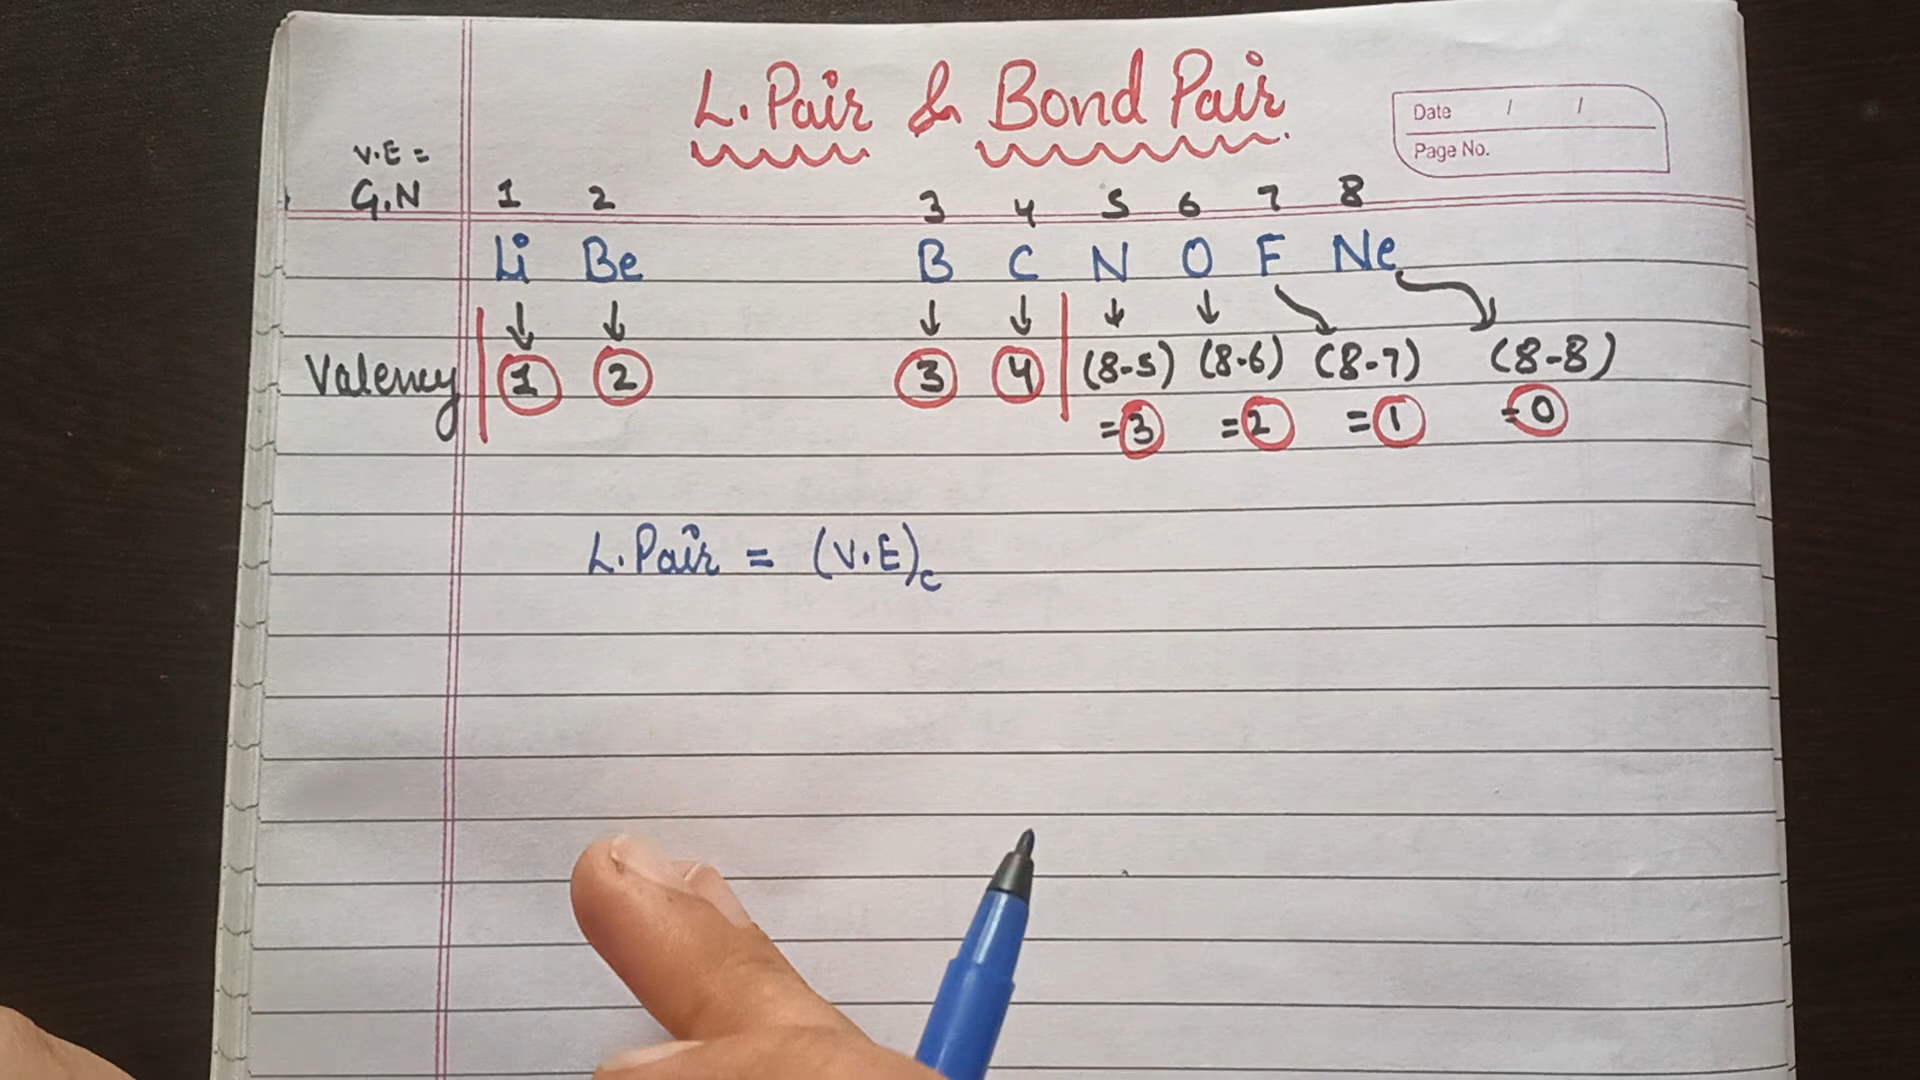 L. Pair & Bond Pair
Date / /
Page No.
V.E =
G.N 1 2 3 4 5 6 7 8
Li Be B C N O F Ne
Valency 1 2 3 4 (8-5) (8-6) (8-7) (8-8)
=3 =2 =1 =0
L. Pair = (V.E)c